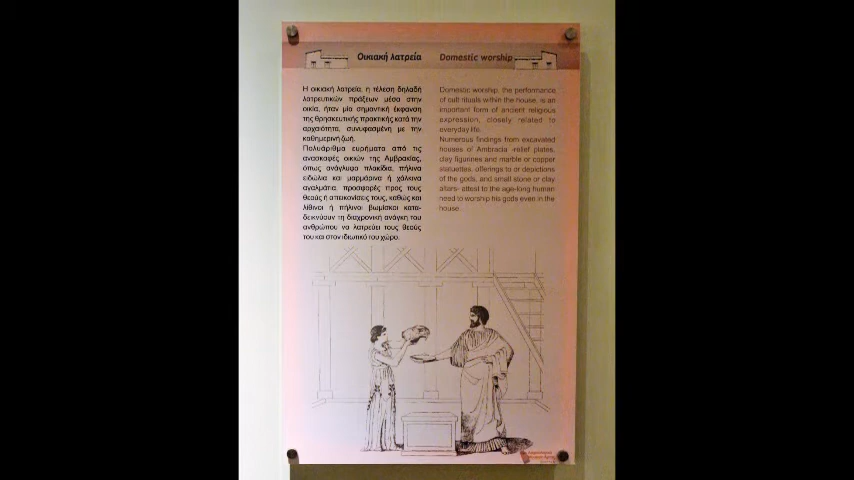 Οικιακή λατρεία
Η οικιακή λατρεία, η τέλεση δηλαδή
λατρευτικών πράξεων μέσα στην
οικία, ήταν μία σημαντική έκφανση
της θρησκευτικής πρακτικής κατά την
αρχαιότητα, συνυφασμένη με την
καθημερινή ζωή.
Πολυάριθμα ευρήματα από τις
ανασκαφές οικιών της Αμβρακίας,
όπως ανάγλυφα πλακίδια, πήλινα
ειδώλια και μαρμάρινα ή χάλκινα
αγαλμάτια, προσφορές προς τους
θεούς ή απεικονίσεις τους, καθώς και
λίθινοι ή πήλινοι βωμίσκοι κατα-
δεικνύουν τη διαχρονική ανάγκη του
ανθρώπου να λατρεύει τους θεούς
του και στον ιδιωτικό του χώρο.
Domestic worship
Domestic worship, the performance
of cult rituals within the house, is an
important form of ancient religious
expression, closely related to
everyday life.
Numerous findings from excavated
houses of Ambracia -relief plates,
clay figurines and marble or copper
statuettes, offerings to or depictions
of the gods, and small stone or clay
altars- attest to the age-long human
need to worship his gods even in the
house.